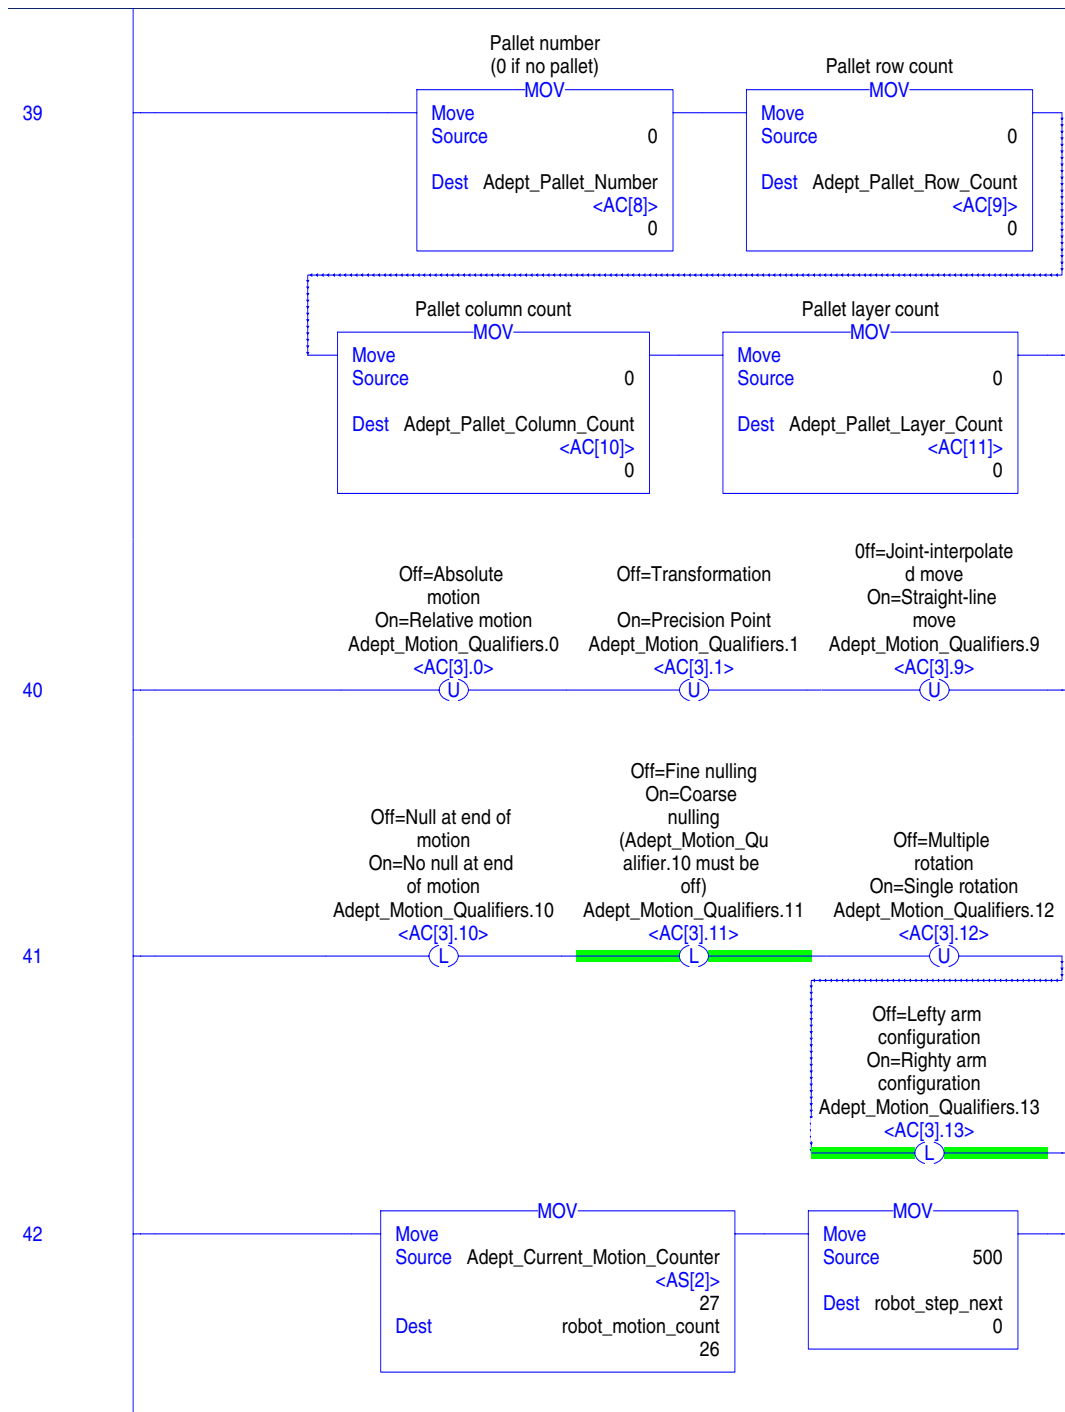 39
Pallet number
(0 if no pallet)
MOV
Move
Source 0
Dest Adept_Pallet_Number
<AC[8]>
0
Pallet row count
MOV
Move
Source 0
Dest Adept_Pallet_Row_Count
<AC[9]>
0
Pallet column count
MOV
Move
Source 0
Dest Adept_Pallet_Column_Count
<AC[10]>
0
Pallet layer count
MOV
Move
Source 0
Dest Adept_Pallet_Layer_Count
<AC[11]>
0
40
Off=Absolute
motion
On=Relative motion
Adept_Motion_Qualifiers.0
<AC[3].0>
U
Off=Transformation
On=Precision Point
Adept_Motion_Qualifiers.1
<AC[3].1>
U
0ff=Joint-interpolate
d move
On=Straight-line
move
Adept_Motion_Qualifiers.9
<AC[3].9>
U
41
Off=Null at end of
motion
On=No null at end
of motion
Adept_Motion_Qualifiers.10
<AC[3].10>
L
Off=Fine nulling
On=Coarse
nulling
(Adept_Motion_Qu
alifier.10 must be
off)
Adept_Motion_Qualifiers.11
<AC[3].11>
L
Off=Multiple
rotation
On=Single rotation
Adept_Motion_Qualifiers.12
<AC[3].12>
U
Off=Lefty arm
configuration
On=Righty arm
configuration
Adept_Motion_Qualifiers.13
<AC[3].13>
L
42
MOV
Move
Source Adept_Current_Motion_Counter
<AS[2]>
27
Dest robot_motion_count
26
MOV
Move
Source 500
Dest robot_step_next
0